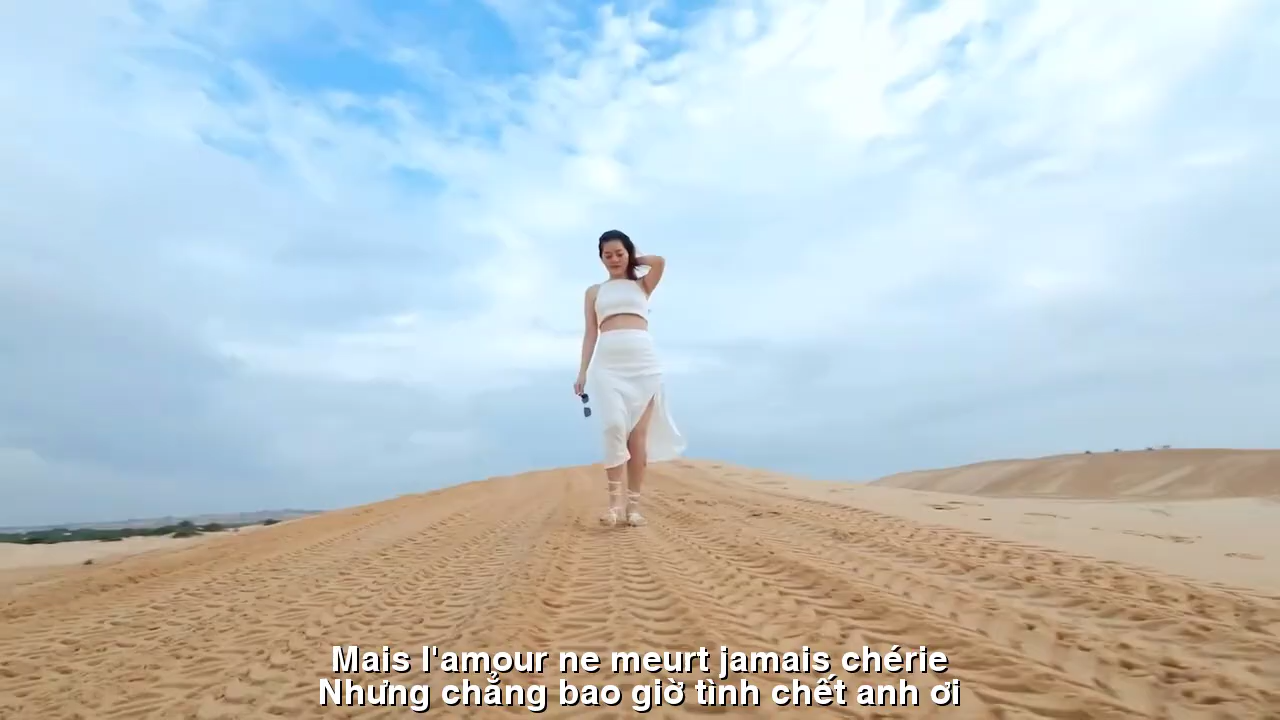 Mais l'amour ne meurt jamais chérie
Nhưng chẳng bao giờ tình chết anh ơi